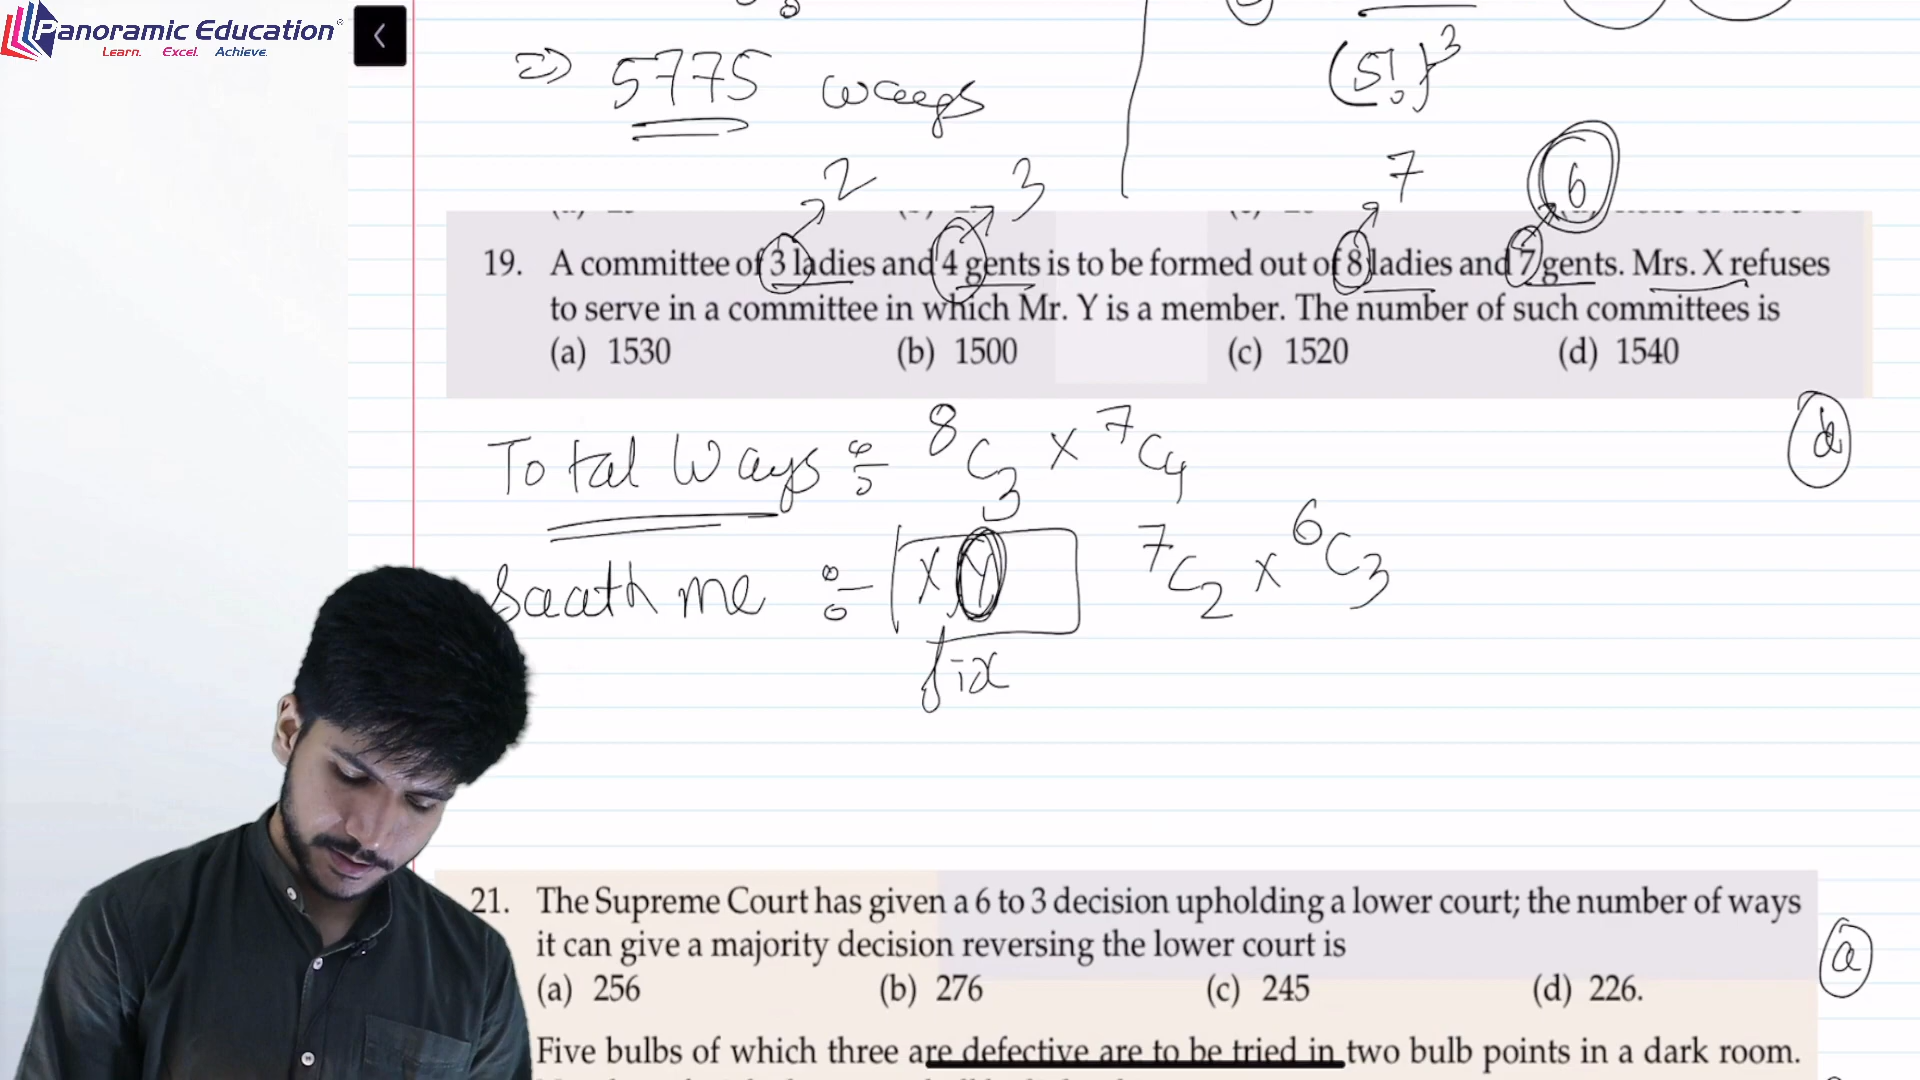 Panoramic Education
Learn. Excel. Achieve.
=> 5775 ways
(5!)³
2 3 7 6
19. A committee of 3 ladies and 4 gents is to be formed out of 8 ladies and 7 gents. Mrs. X refuses
to serve in a committee in which Mr. Y is a member. The number of such committees is
(a) 1530 (b) 1500 (c) 1520 (d) 1540
d
Total Ways ÷ ⁸C₃ × ⁷C₄
Saath me ÷ X Y ⁷C₂ × ⁶C₃
fix
21. The Supreme Court has given a 6 to 3 decision upholding a lower court; the number of ways
it can give a majority decision reversing the lower court is
(a) 256 (b) 276 (c) 245 (d) 226.
a
Five bulbs of which three are defective are to be tried in two bulb points in a dark room.